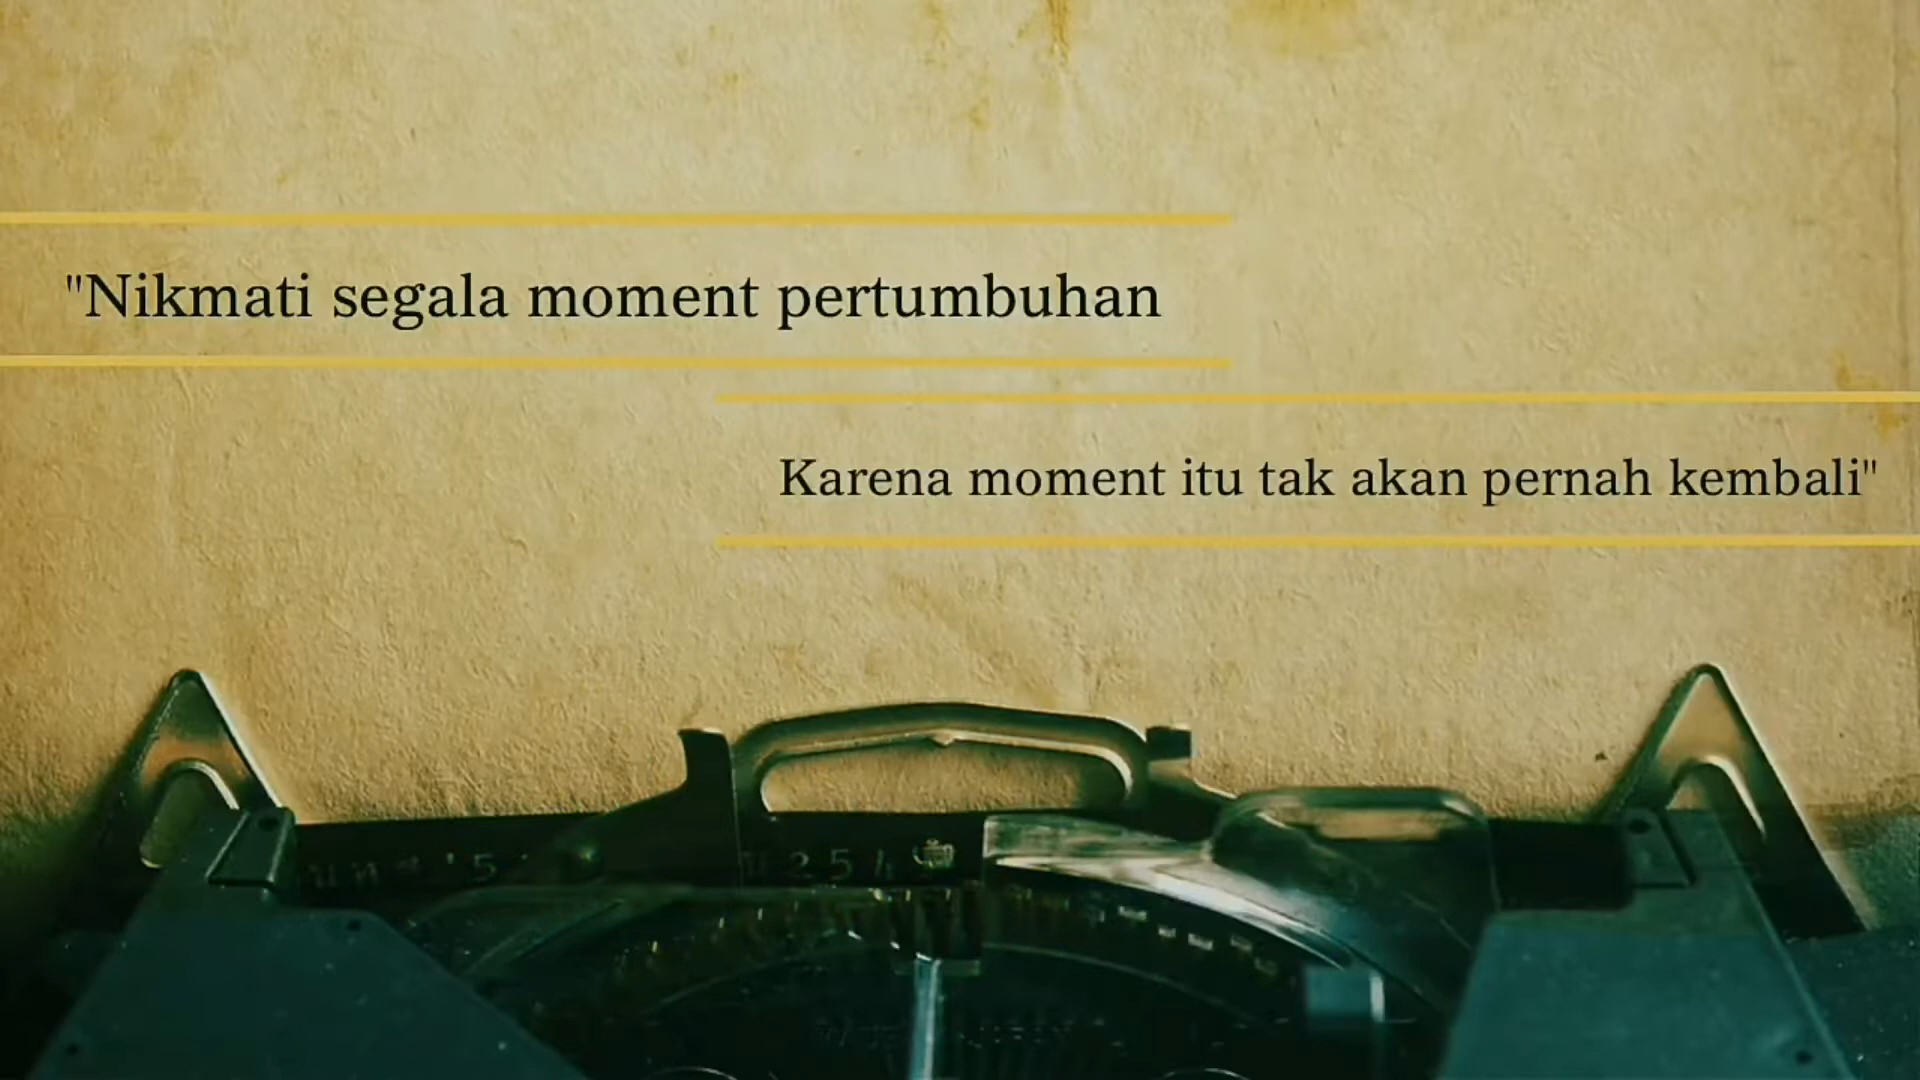 "Nikmati segala moment pertumbuhan
Karena moment itu tak akan pernah kembali"